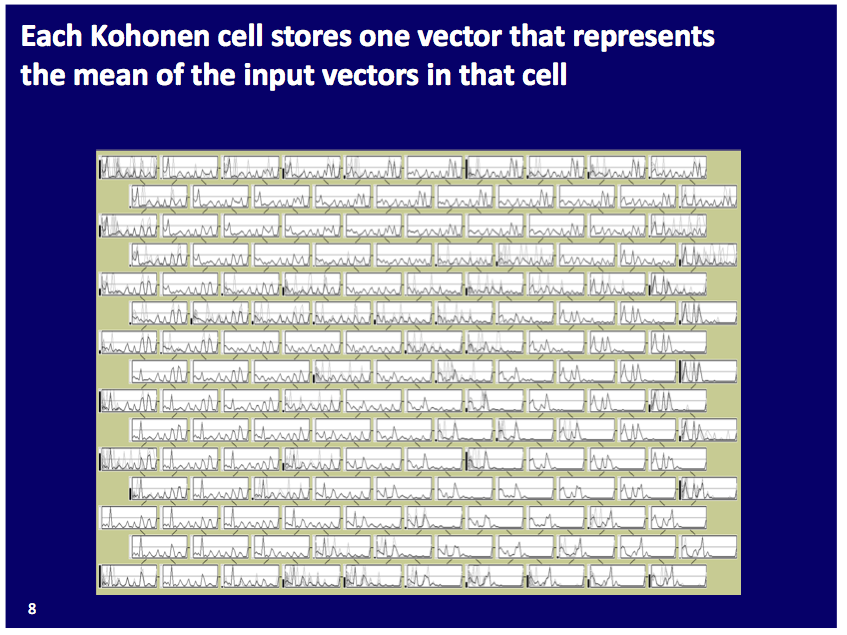 Each Kohonen cell stores one vector that represents
the mean of the input vectors in that cell
8